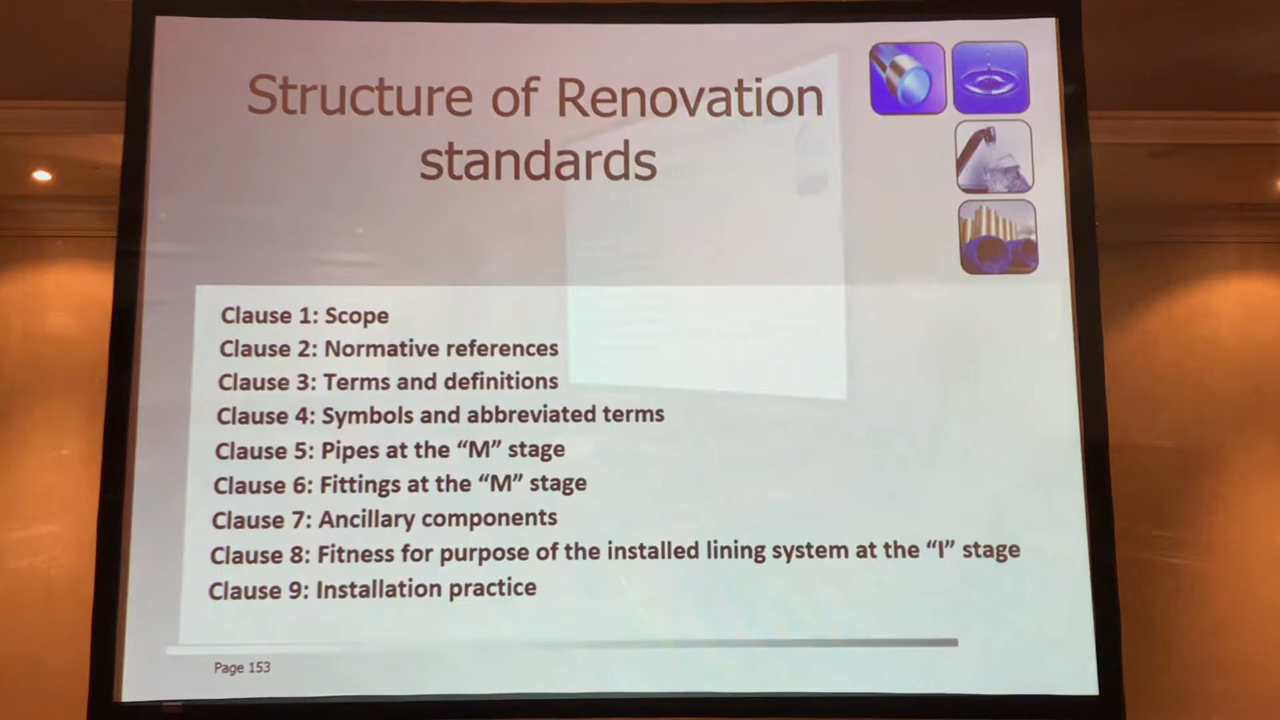 Structure of Renovation
standards
Clause 1: Scope
Clause 2: Normative references
Clause 3: Terms and definitions
Clause 4: Symbols and abbreviated terms
Clause 5: Pipes at the “M” stage
Clause 6: Fittings at the “M” stage
Clause 7: Ancillary components
Clause 8: Fitness for purpose of the installed lining system at the “I” stage
Clause 9: Installation practice
Page 153